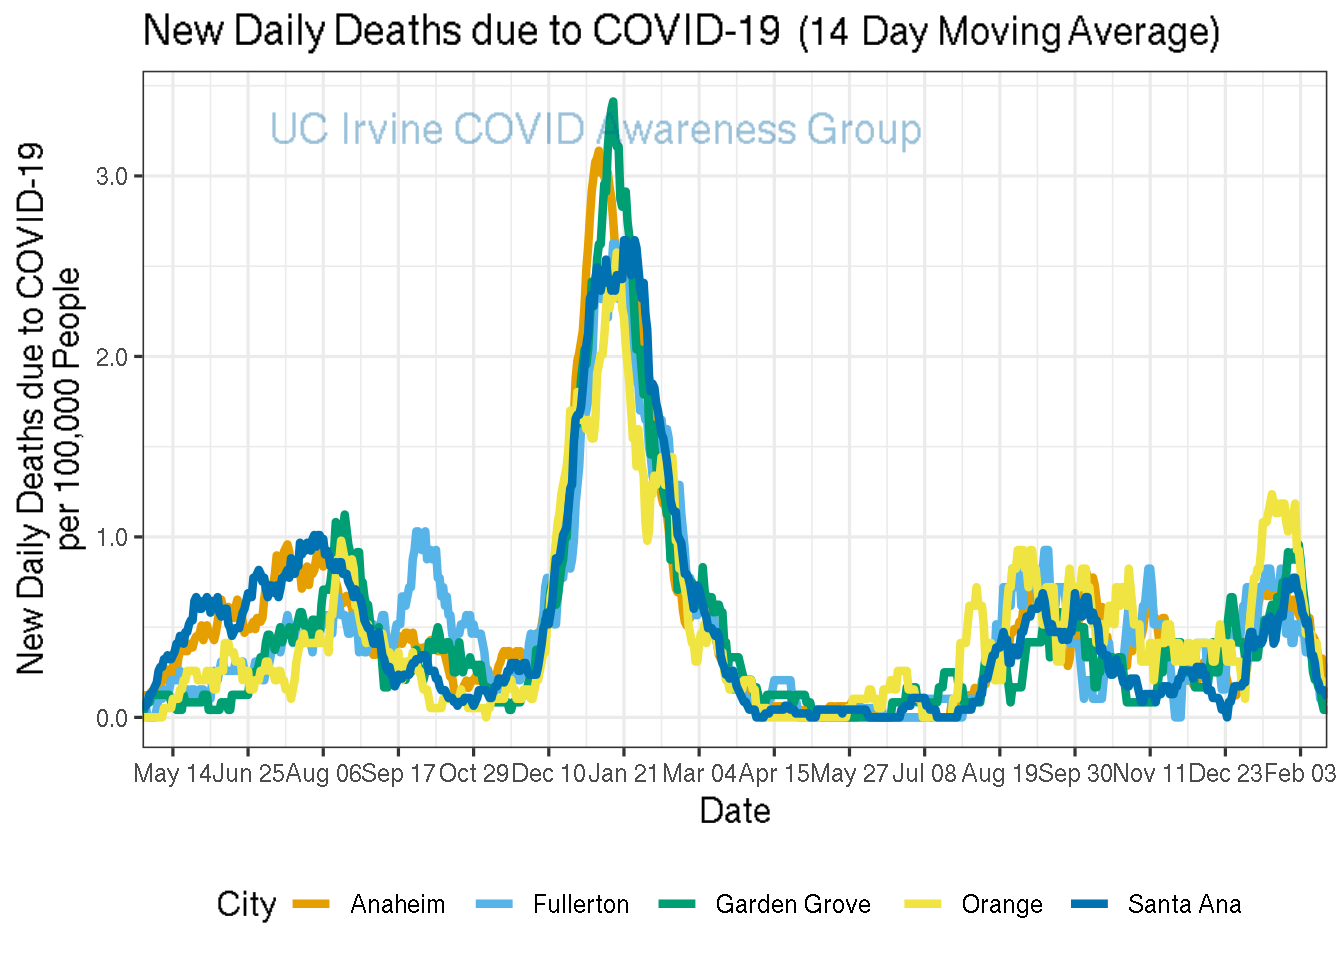 New Daily Deaths due to COVID-19 (14 Day Moving Average)
UC Irvine COVID Awareness Group
New Daily Deaths due to COVID-19
per 100,000 People
3.0
2.0
1.0
0.0
May 14 Jun 25 Aug 06 Sep 17 Oct 29 Dec 10 Jan 21 Mar 04 Apr 15 May 27 Jul 08 Aug 19 Sep 30 Nov 11 Dec 23 Feb 03
Date
City Anaheim Fullerton Garden Grove Orange Santa Ana